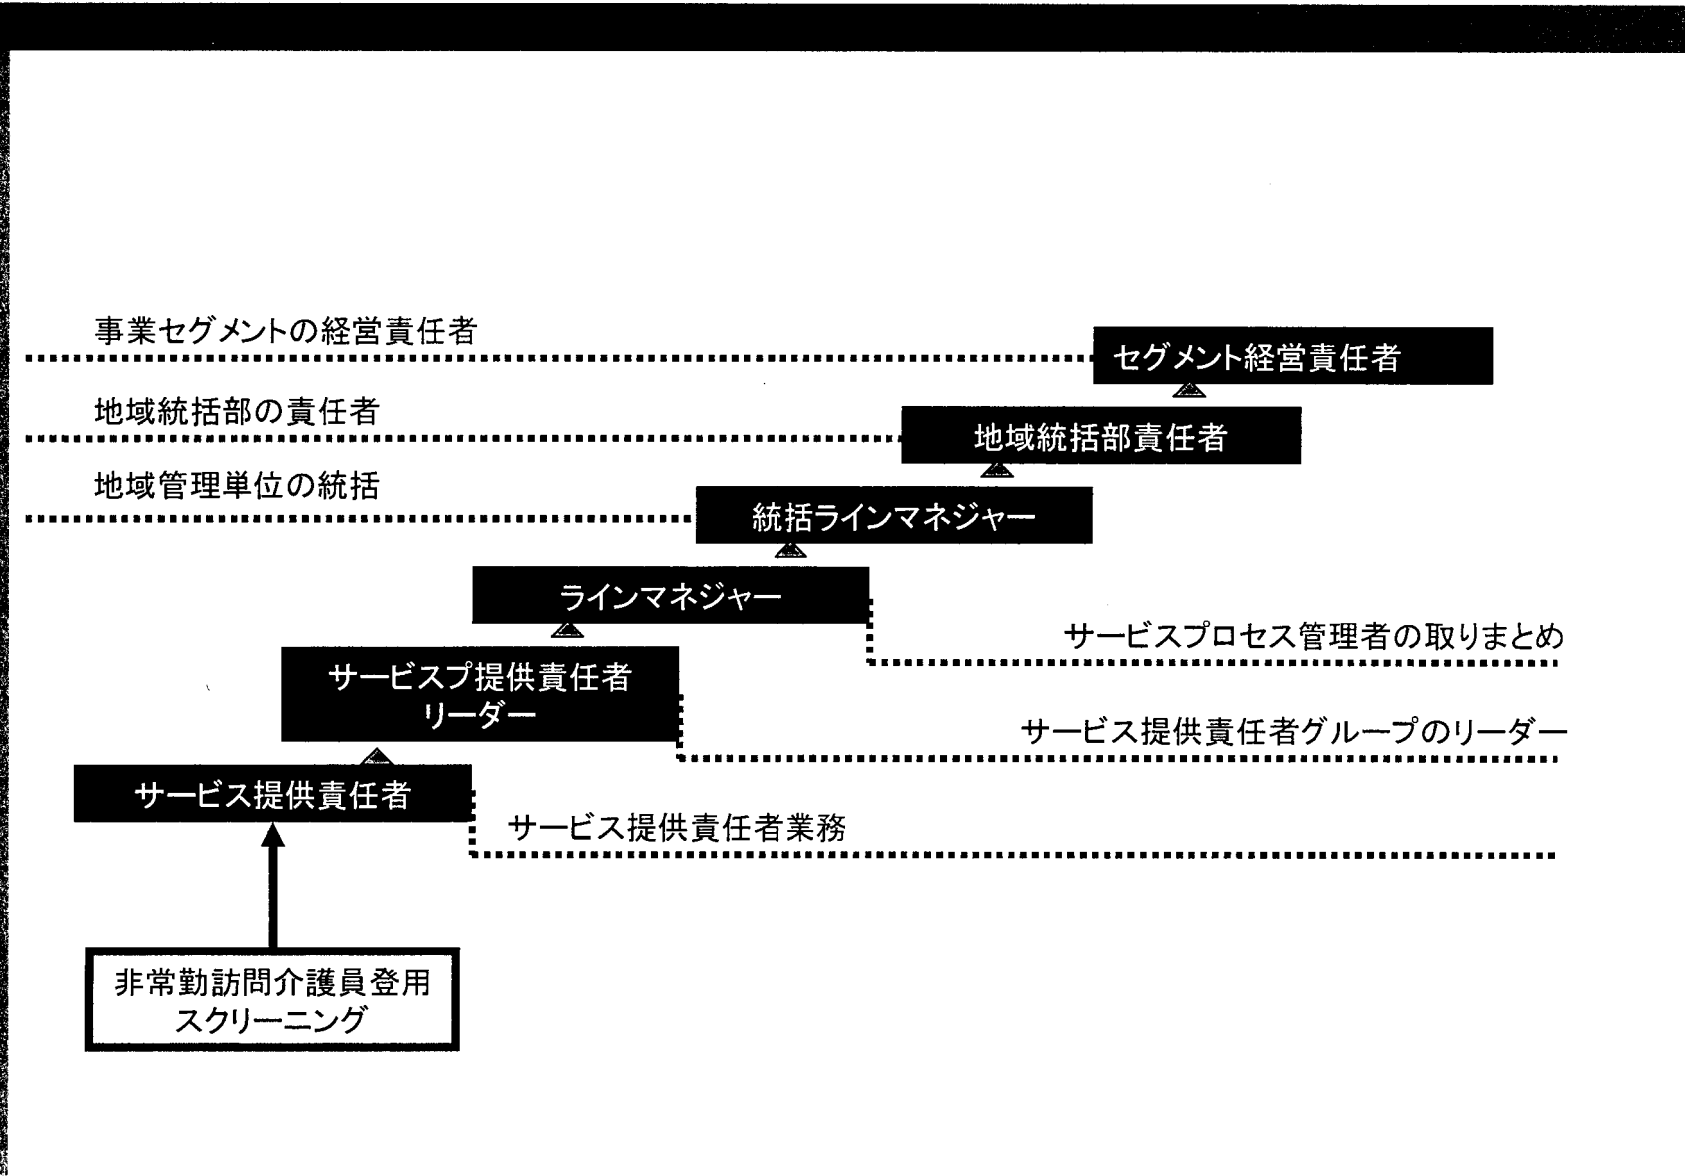 事業セグメントの経営責任者
セグメント経営責任者
地域統括部の責任者
地域統括部責任者
地域管理単位の統括
統括ラインマネジャー
ラインマネジャー
サービスプロセス管理者の取りまとめ
サービスプ提供責任者
リーダー
サービス提供責任者グループのリーダー
サービス提供責任者
サービス提供責任者業務
非常勤訪問介護員登用
スクリーニング